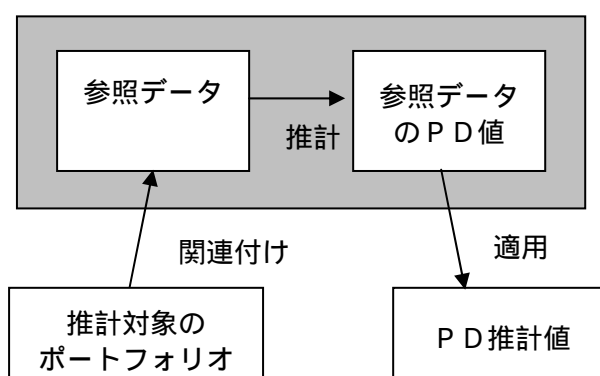 参照データ
参照データ
のＰＤ値
推計
関連付け
適用
推計対象の
ポートフォリオ
ＰＤ推計値